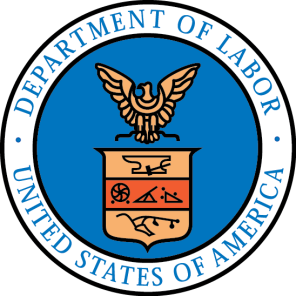 DEPARTMENT OF LABOR
UNITED STATES OF AMERICA